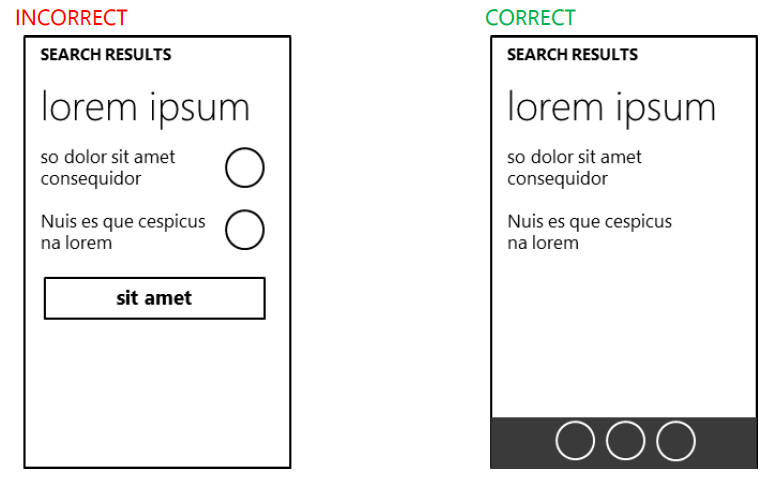 INCORRECT
SEARCH RESULTS
lorem ipsum
so dolor sit amet
consequidor
Nuis es que cespicus
na lorem
sit amet
CORRECT
SEARCH RESULTS
lorem ipsum
so dolor sit amet
consequidor
Nuis es que cespicus
na lorem